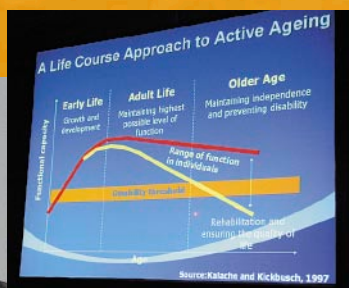 A Life Course Approach to Active Ageing
Early Life
Growth and
development
Adult Life
Maintaining highest
possible level of
function
Older Age
Maintaining independence
and preventing disability
Functional capacity
Range of function
in individuals
Disability threshold
Rehabilitation and
ensuring the quality of
life
Age
Source:Kalache and Kickbusch, 1997